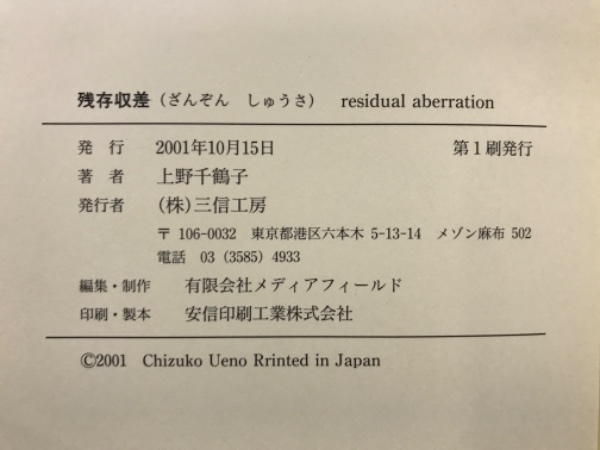 残存収差(ざんぞん しゅうさ) residual aberration
発 行 2001年10月15日 第1刷発行
著 者 上野千鶴子
発行者 (株)三信工房
〒 106-0032 東京都港区六本木 5-13-14 メゾン麻布 502
電話 03 (3585) 4933
編集・制作 有限会社メディアフィールド
印刷・製本 安信印刷工業株式会社
©2001 Chizuko Ueno Rrinted in Japan